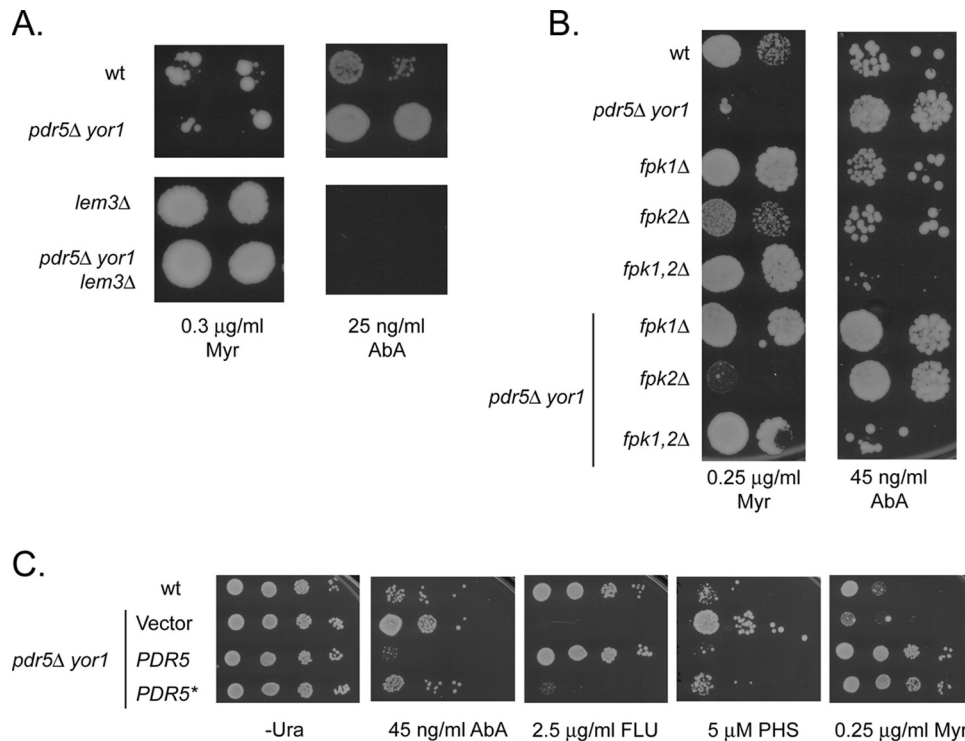 A.
wt
pdr5Δ yor1
lem3Δ
pdr5Δ yor1
lem3Δ
0.3 μg/ml
Myr
25 ng/ml
AbA
B.
wt
pdr5Δ yor1
fpk1Δ
fpk2Δ
fpk1,2Δ
pdr5Δ yor1
fpk1Δ
fpk2Δ
fpk1,2Δ
0.25 μg/ml
Myr
45 ng/ml
AbA
C.
wt
pdr5Δ yor1
Vector
PDR5
PDR5*
-Ura
45 ng/ml AbA
2.5 μg/ml FLU
5 μM PHS
0.25 μg/ml Myr